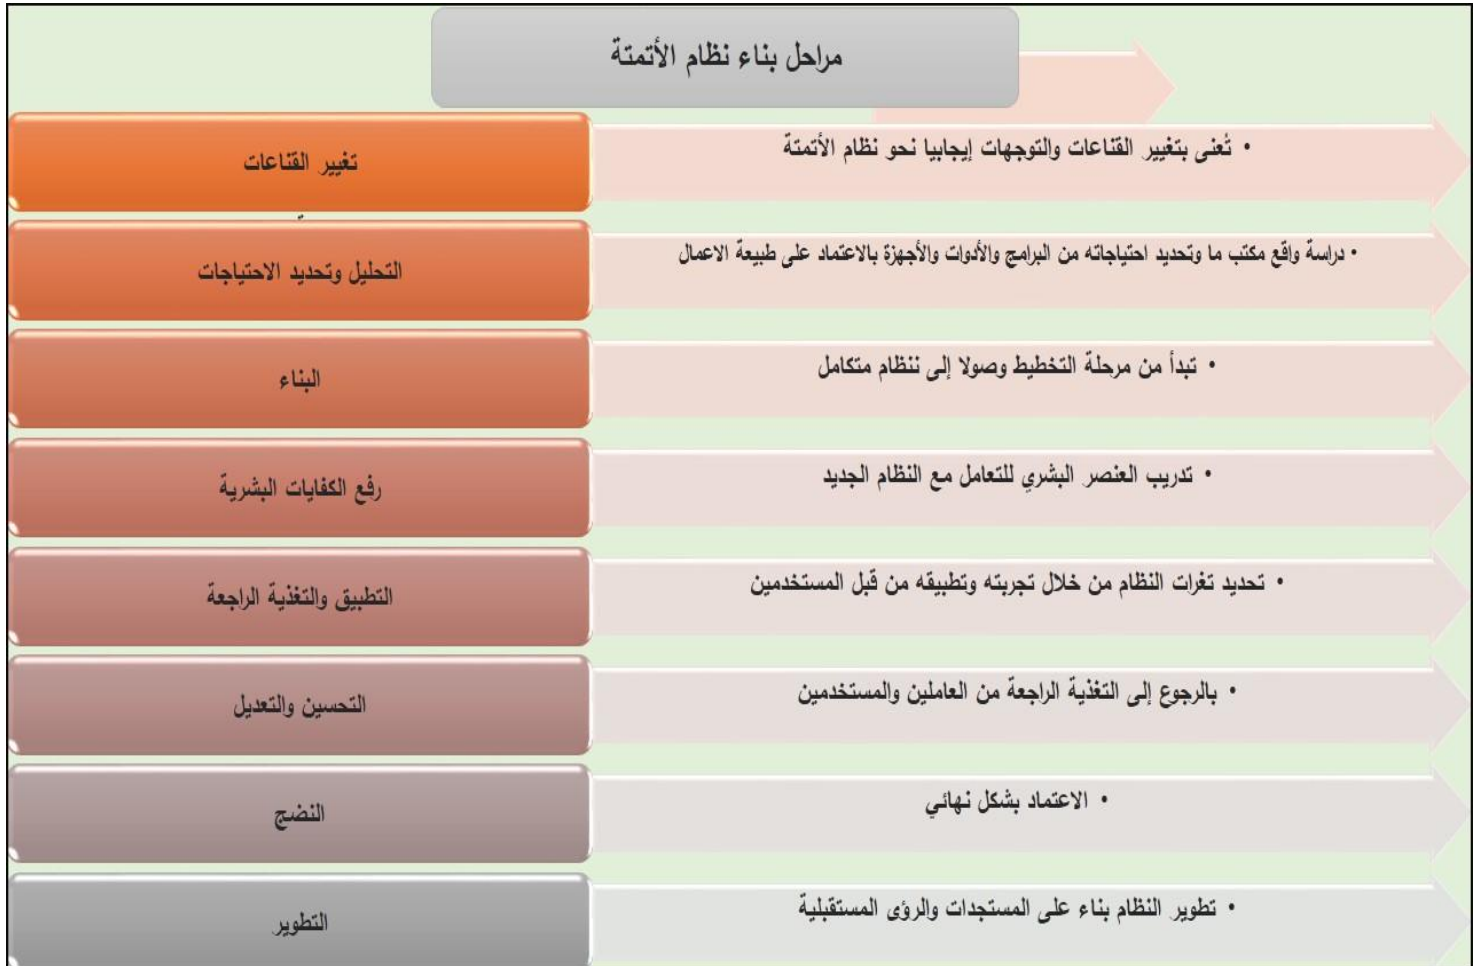 مراحل بناء نظام الأتمتة
تغيير القناعات
• تُعنى بتغيير القناعات والتوجهات إيجابيا نحو نظام الأتمتة
التحليل وتحديد الاحتياجات
• دراسة واقع مكتب ما وتحديد احتياجاته من البرامج والأدوات والأجهزة بالاعتماد على طبيعة الاعمال
البناء
• تبدأ من مرحلة التخطيط وصولا إلى ننظام متكامل
رفع الكفايات البشرية
• تدريب العنصر البشري للتعامل مع النظام الجديد
التطبيق والتغذية الراجعة
• تحديد تغرات النظام من خلال تجربته وتطبيقه من قبل المستخدمين
التحسين والتعديل
• بالرجوع إلى التغذية الراجعة من العاملين والمستخدمين
النضج
• الاعتماد بشكل نهائي
التطوير
• تطوير النظام بناء على المستجدات والرؤى المستقبلية